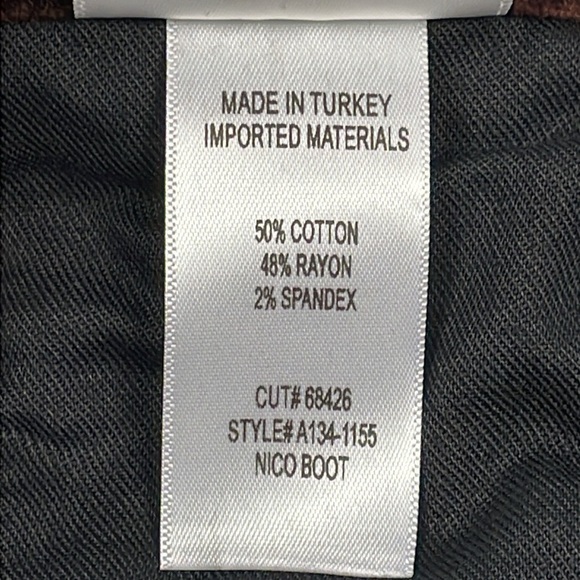 MADE IN TURKEY
IMPORTED MATERIALS
50% COTTON
48% RAYON
2% SPANDEX
CUT# 68426
STYLE# A134-1155
NICO BOOT